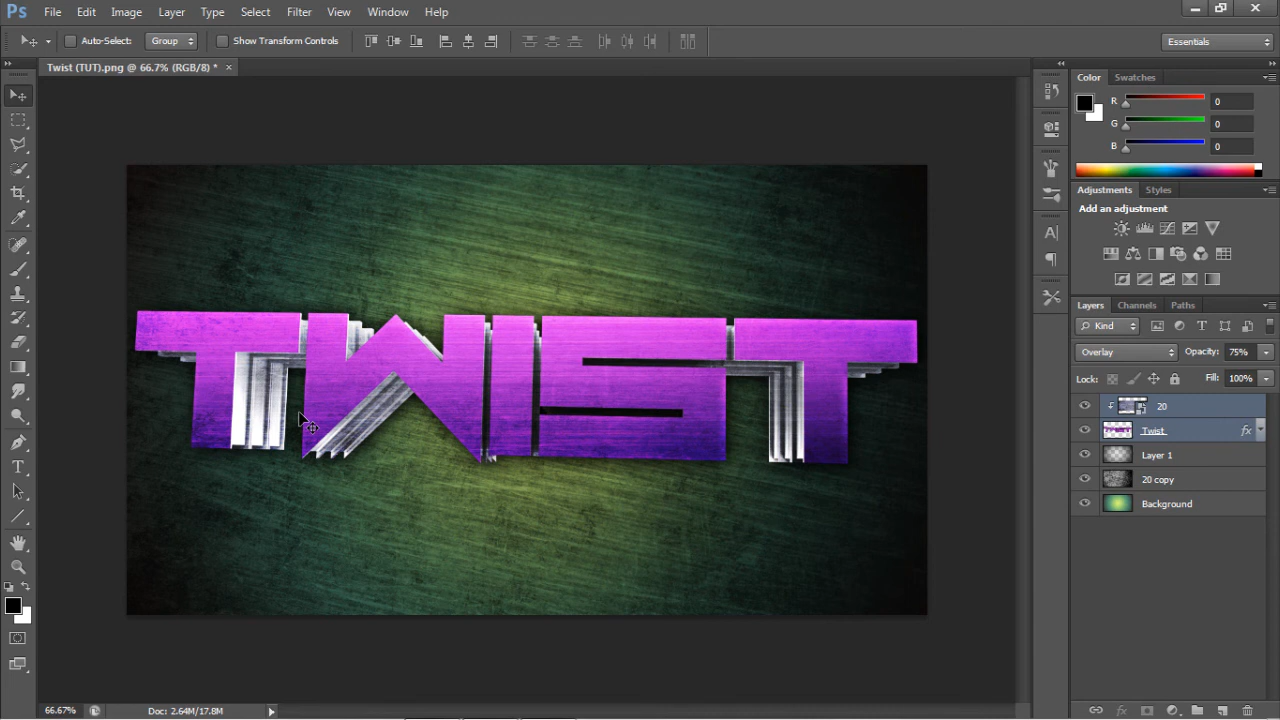 Ps File Edit Image Layer Type Select Filter View Window Help
Auto-Select: Group Show Transform Controls Essentials
Twist (TUT).png @ 66.7% (RGB/8) * ×
Color Swatches
R 0
G 0
B 0
Adjustments Styles
Add an adjustment
TWIST
Layers Channels Paths
Kind
Overlay Opacity: 75%
Lock: Fill: 100%
20
Twist fx
Layer 1
20 copy
Background
66.67% Doc: 2.64M/17.8M